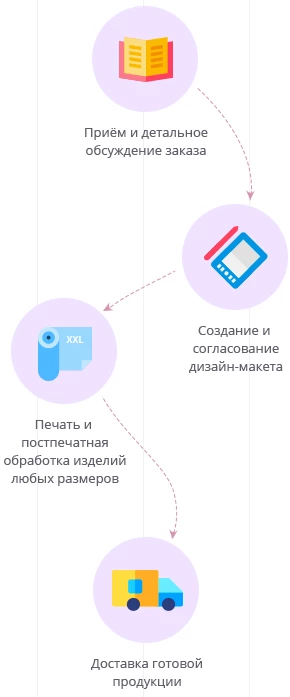 Приём и детальное
обсуждение заказа
Создание и
согласование
дизайн-макета
XXL
Печать и
постпечатная
обработка изделий
любых размеров
Доставка готовой
продукции